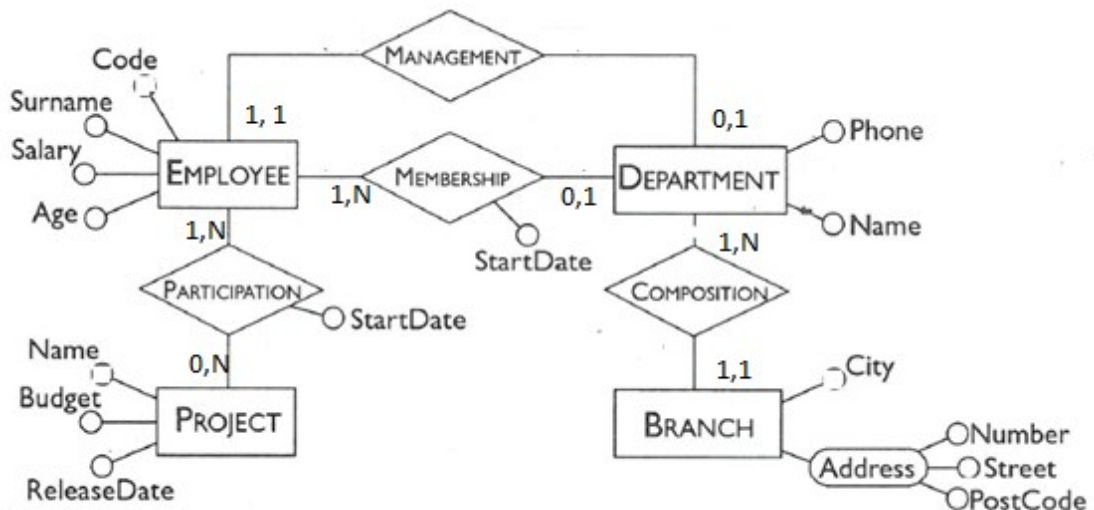 MANAGEMENT
Code
Surname
1, 1
0,1
Phone
Salary
EMPLOYEE
MEMBERSHIP
DEPARTMENT
1,N
0,1
Age
Name
1,N
StartDate
1,N
PARTICIPATION
COMPOSITION
StartDate
Name
0,N
1,1
City
Budget
PROJECT
BRANCH
Number
Address
Street
ReleaseDate
PostCode